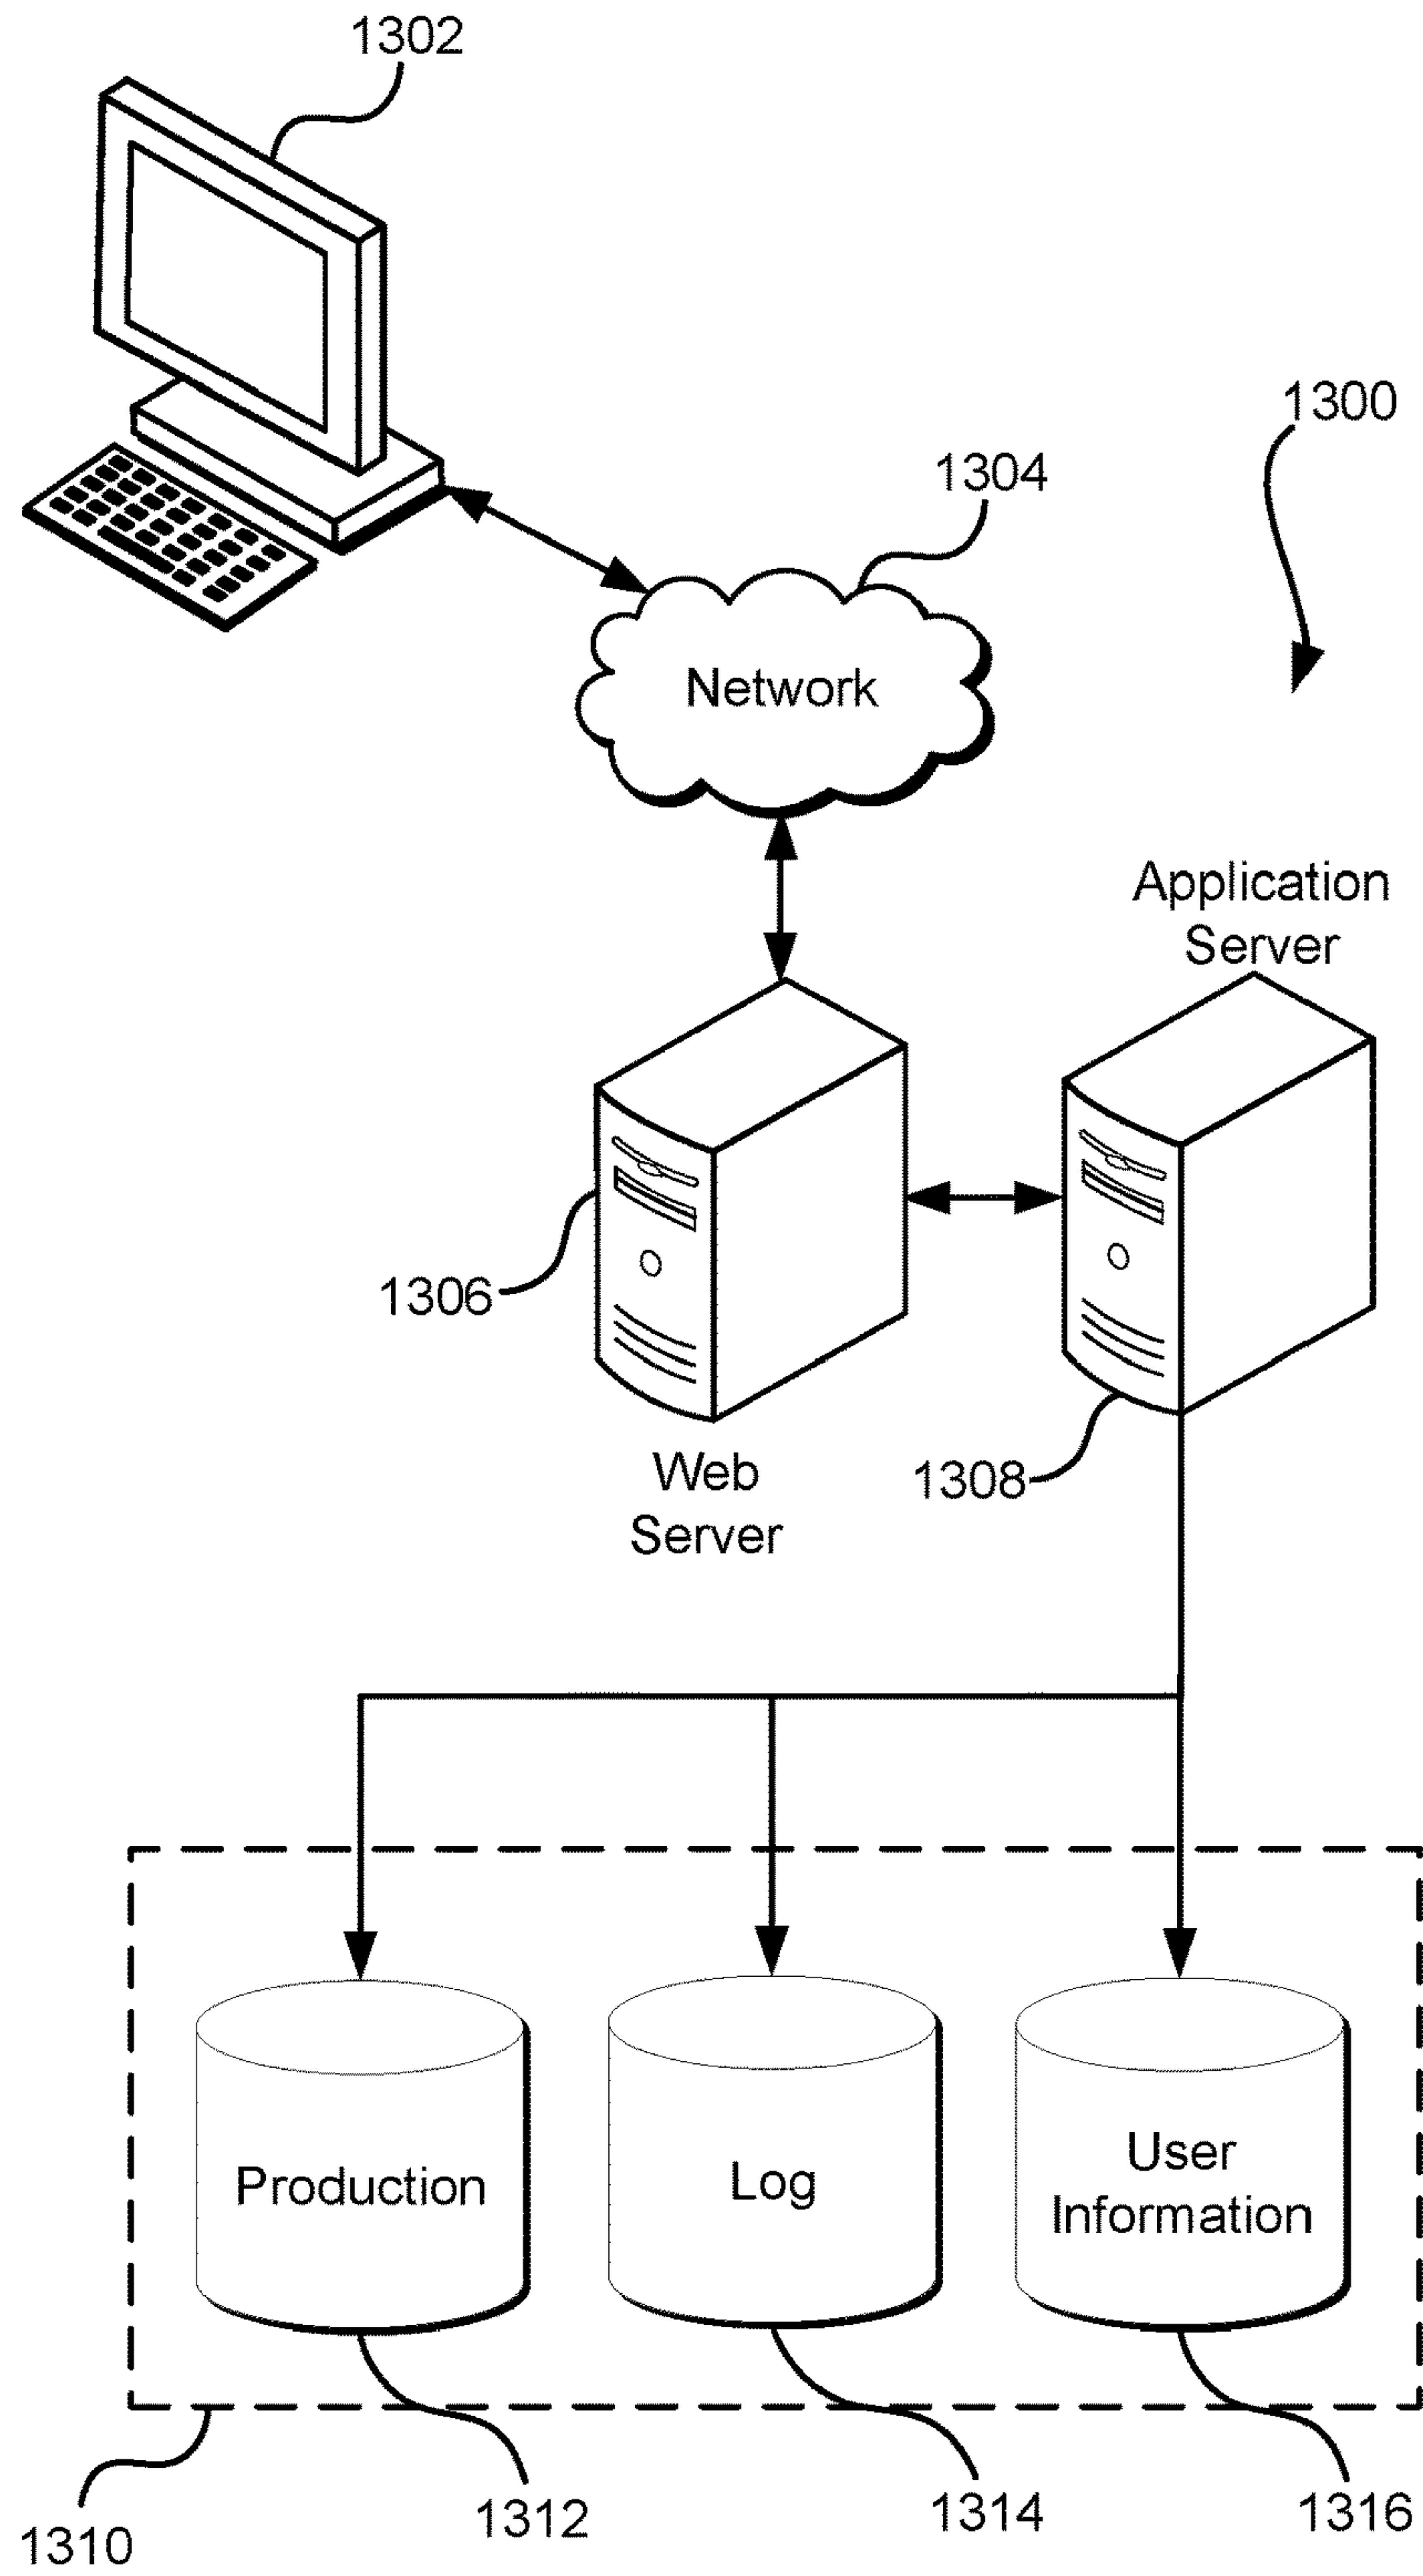 1302
1300
1304
Network
Application
Server
1306
Web
Server
1308
Production
Log
User
Information
1310
1312
1314
1316